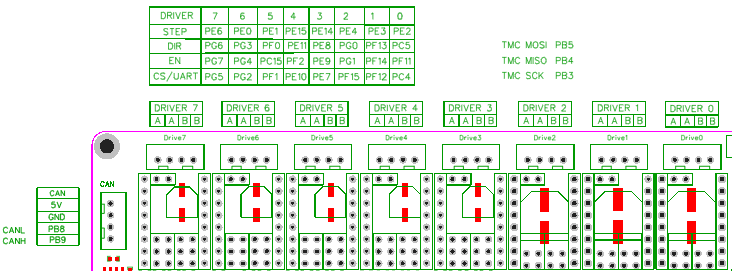 DRIVER 7 6 5 4 3 2 1 0
STEP PE6 PE0 PE1 PE15 PE14 PE4 PE3 PE2
DIR PG6 PG3 PF0 PE11 PE8 PG0 PF13 PC5
EN PG7 PG4 PC15 PF2 PE9 PG1 PF14 PF11
CS/UART PG5 PG2 PF1 PE10 PE7 PF15 PF12 PC4
TMC MOSI PB5
TMC MISO PB4
TMC SCK PB3
DRIVER 7 DRIVER 6 DRIVER 5 DRIVER 4 DRIVER 3 DRIVER 2 DRIVER 1 DRIVER 0
A A B B A A B B A A B B A A B B A A B B A A B B A A B B A A B B
Drive7 Drive6 Drive5 Drive4 Drive3 Drive2 Drive1 Drive0
CAN
CAN
5V
GND
CANL PB8
CANH PB9